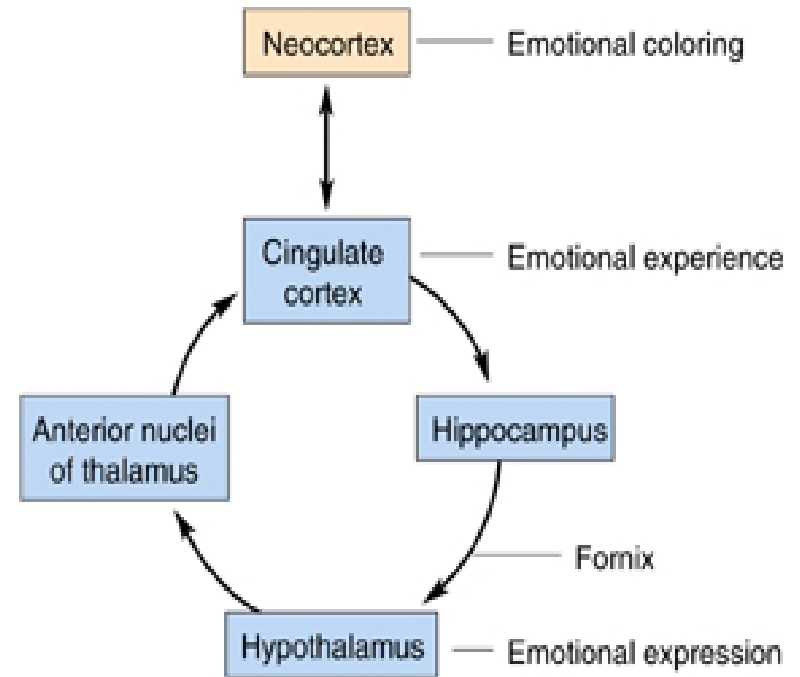 Neocortex
Emotional coloring
Cingulate
cortex
Emotional experience
Anterior nuclei
of thalamus
Hippocampus
Fornix
Hypothalamus
Emotional expression